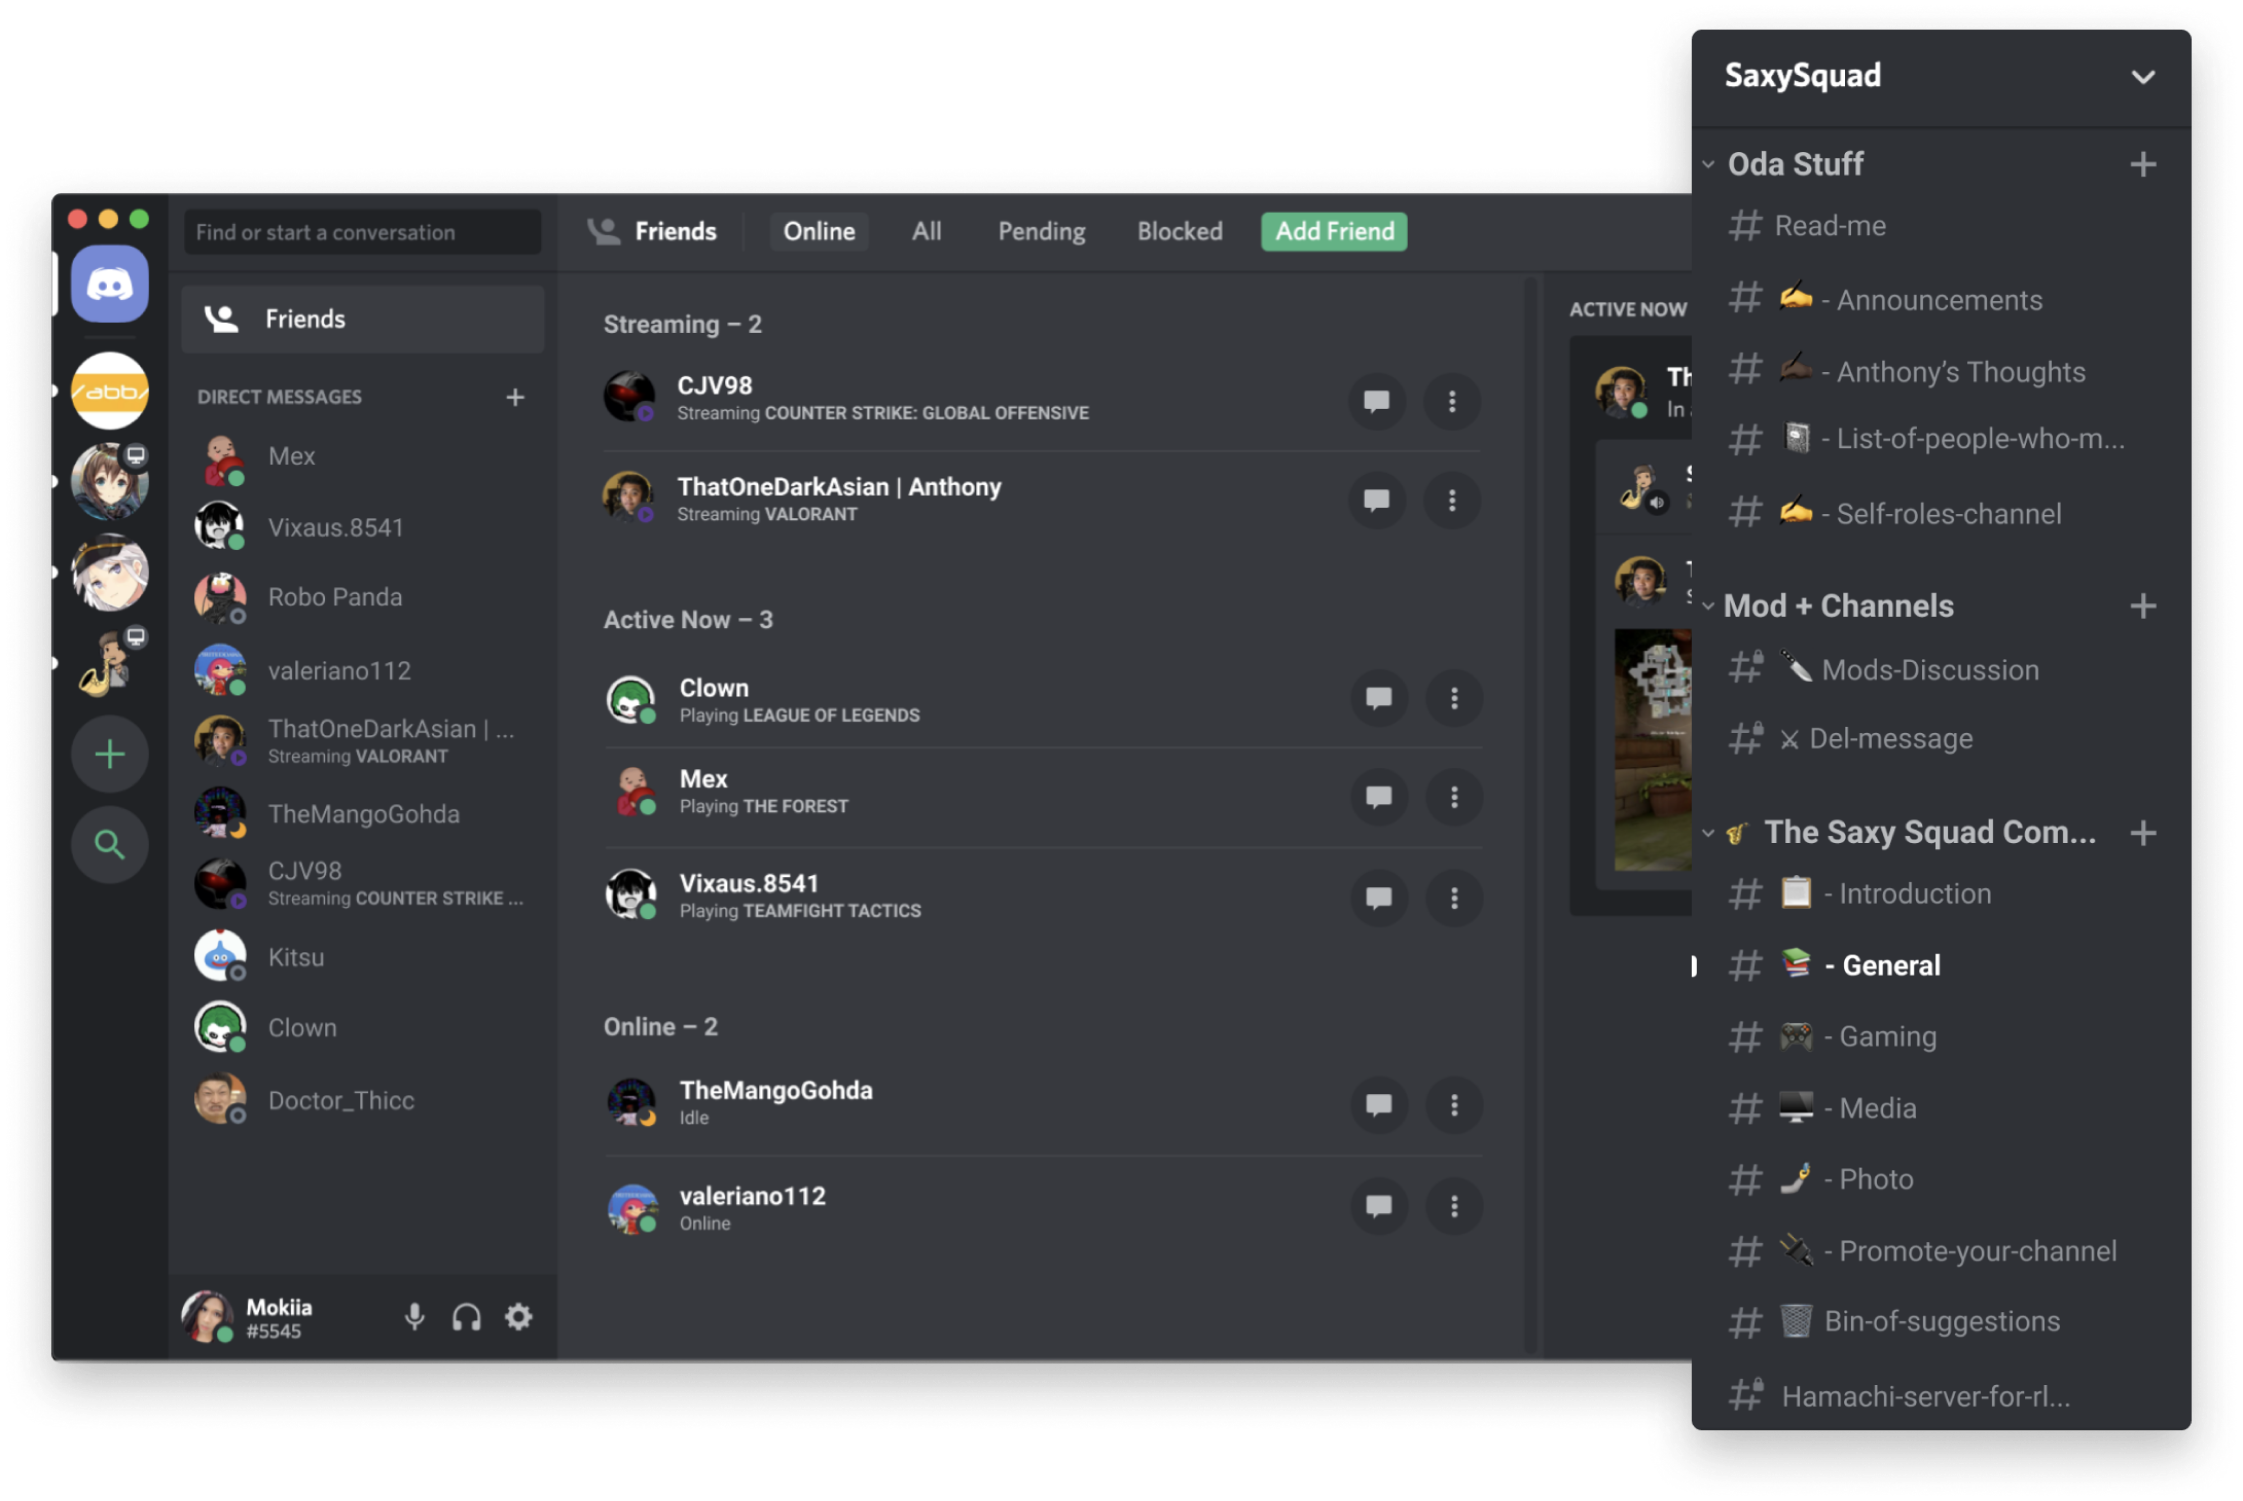 Find or start a conversation
Friends
DIRECT MESSAGES
Mex
Vixaus.8541
Robo Panda
valeriano112
ThatOneDarkAsian | ...
Streaming VALORANT
TheMangoGohda
CJV98
Streaming COUNTER STRIKE ...
Kitsu
Clown
Doctor_Thicc
Mokiia
#5545
/abb/
Friends
Online
All
Pending
Blocked
Add Friend
Streaming – 2
CJV98
Streaming COUNTER STRIKE: GLOBAL OFFENSIVE
ThatOneDarkAsian | Anthony
Streaming VALORANT
Active Now – 3
Clown
Playing LEAGUE OF LEGENDS
Mex
Playing THE FOREST
Vixaus.8541
Playing TEAMFIGHT TACTICS
Online – 2
TheMangoGohda
Idle
valeriano112
Online
ACTIVE NOW
Th
In
SaxySquad
Oda Stuff
# Read-me
# ✍️ - Announcements
# ✍🏿 - Anthony’s Thoughts
# 📓 - List-of-people-who-m...
# ✍️ - Self-roles-channel
Mod + Channels
# 🔪 Mods-Discussion
# ⚔ Del-message
🎷 The Saxy Squad Com...
# 📋 - Introduction
# 📚 - General
# 🎮 - Gaming
# 🖥️ - Media
# 🤳 - Photo
# 🔌 - Promote-your-channel
# 🗑️ Bin-of-suggestions
# Hamachi-server-for-rl...